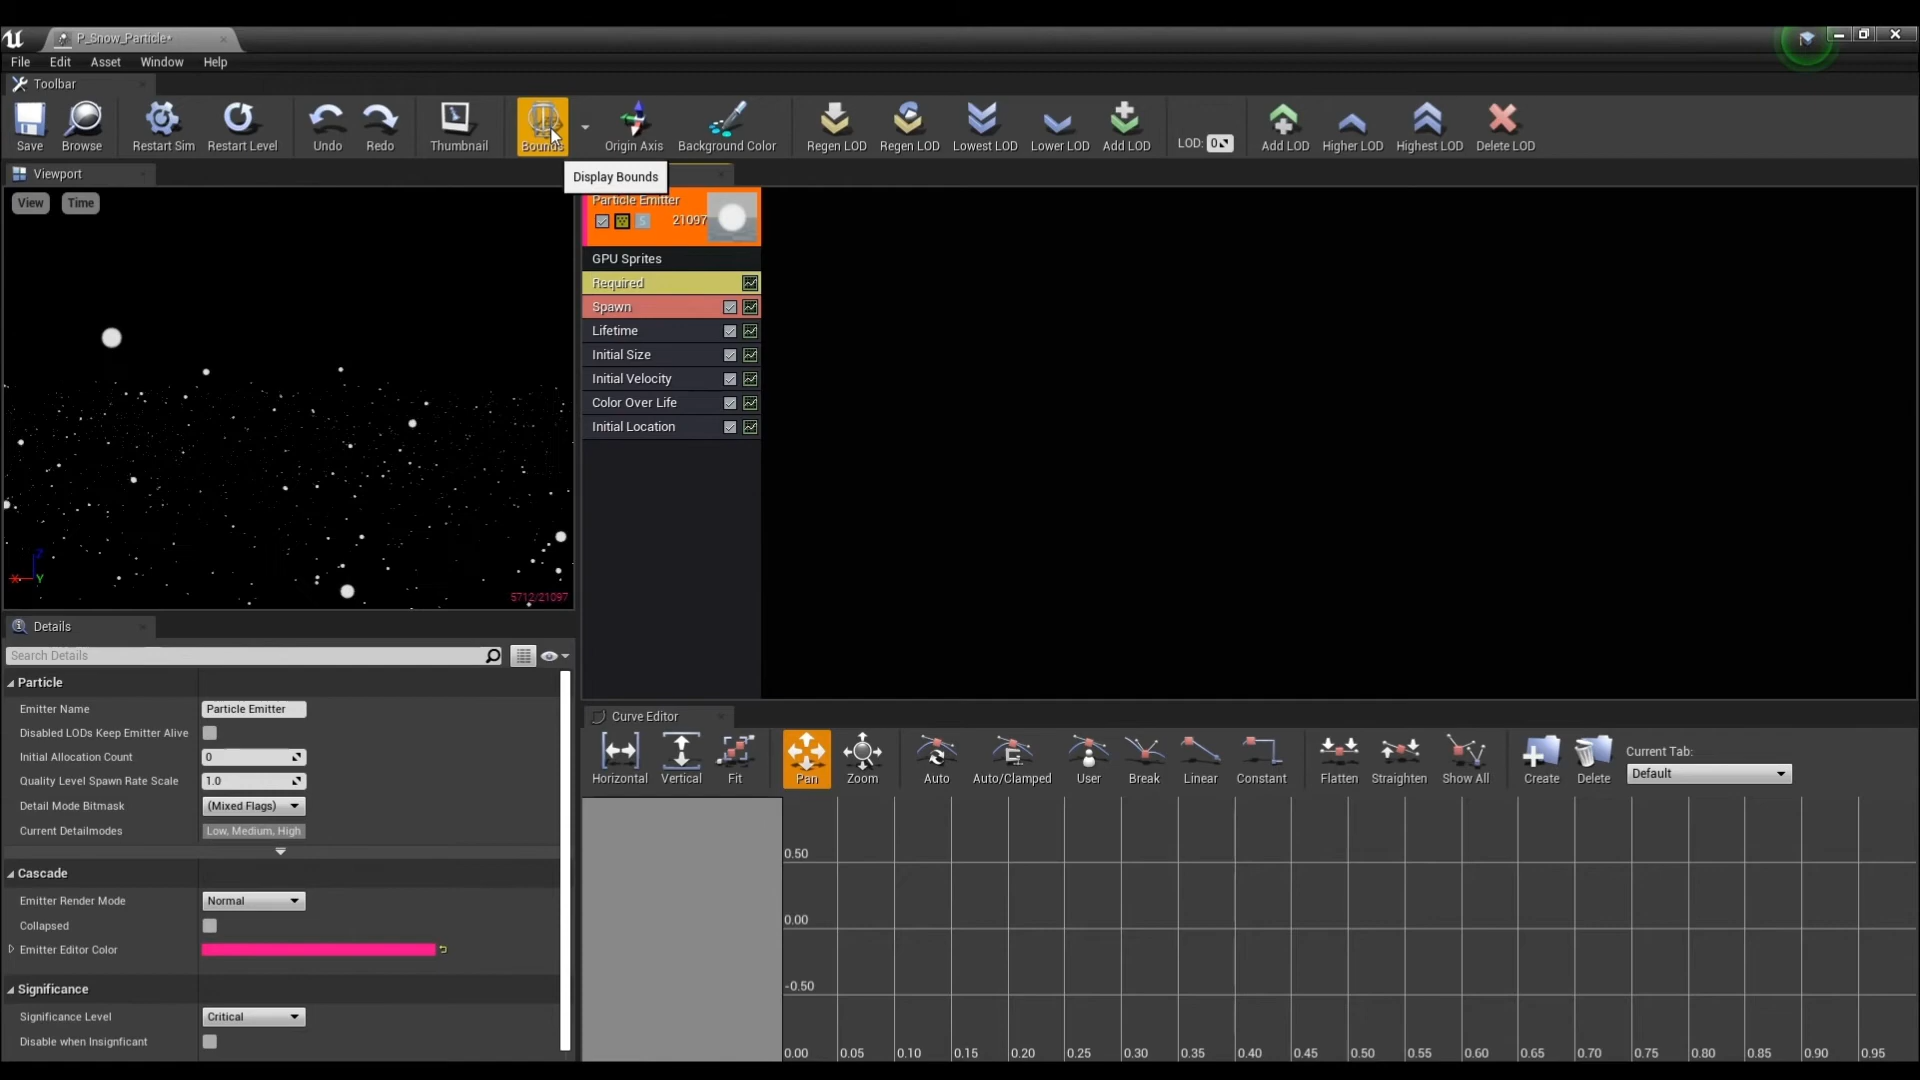 P_Snow_Particle*
File Edit Asset Window Help
Toolbar
Save Browse Restart Sim Restart Level Undo Redo Thumbnail Bounds Origin Axis Background Color Regen LOD Regen LOD Lowest LOD Lower LOD Add LOD LOD: 0 Add LOD Higher LOD Highest LOD Delete LOD
Display Bounds
Viewport
View Time
5712/21097
Particle Emitter
21097
GPU Sprites
Required
Spawn
Lifetime
Initial Size
Initial Velocity
Color Over Life
Initial Location
X Y Z
Details
Search Details
Particle
Emitter Name Particle Emitter
Disabled LODs Keep Emitter Alive
Initial Allocation Count 0
Quality Level Spawn Rate Scale 1.0
Detail Mode Bitmask (Mixed Flags)
Current Detailmodes Low, Medium, High
Cascade
Emitter Render Mode Normal
Collapsed
Emitter Editor Color
Significance
Significance Level Critical
Disable when Insignficant
Curve Editor
Horizontal Vertical Fit Pan Zoom Auto Auto/Clamped User Break Linear Constant Flatten Straighten Show All Create Delete
Current Tab:
Default
0.50
0.00
-0.50
0.00 0.05 0.10 0.15 0.20 0.25 0.30 0.35 0.40 0.45 0.50 0.55 0.60 0.65 0.70 0.75 0.80 0.85 0.90 0.95